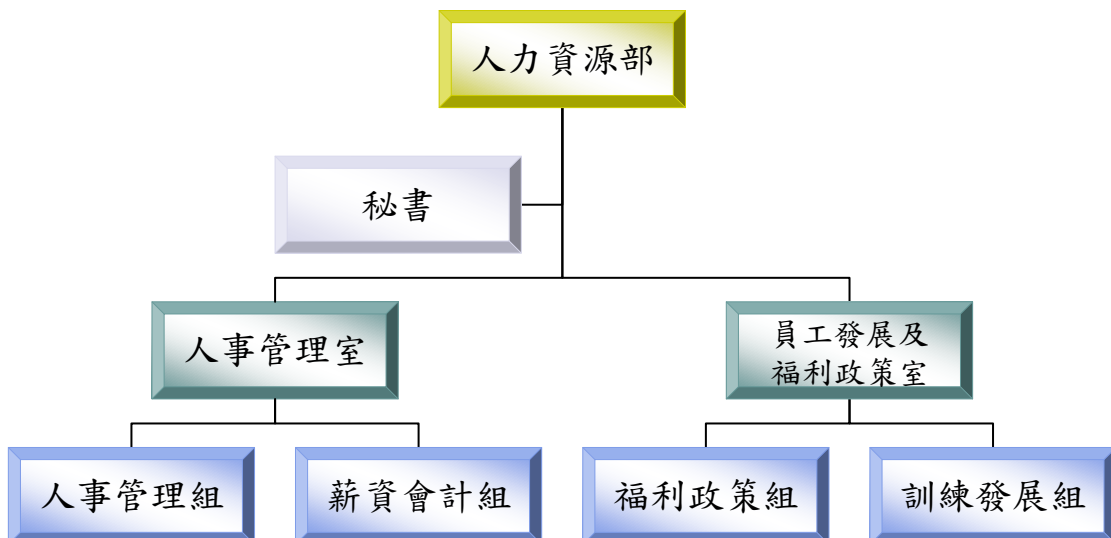 人力資源部
秘書
人事管理室
員工發展及
福利政策室
人事管理組
薪資會計組
福利政策組
訓練發展組